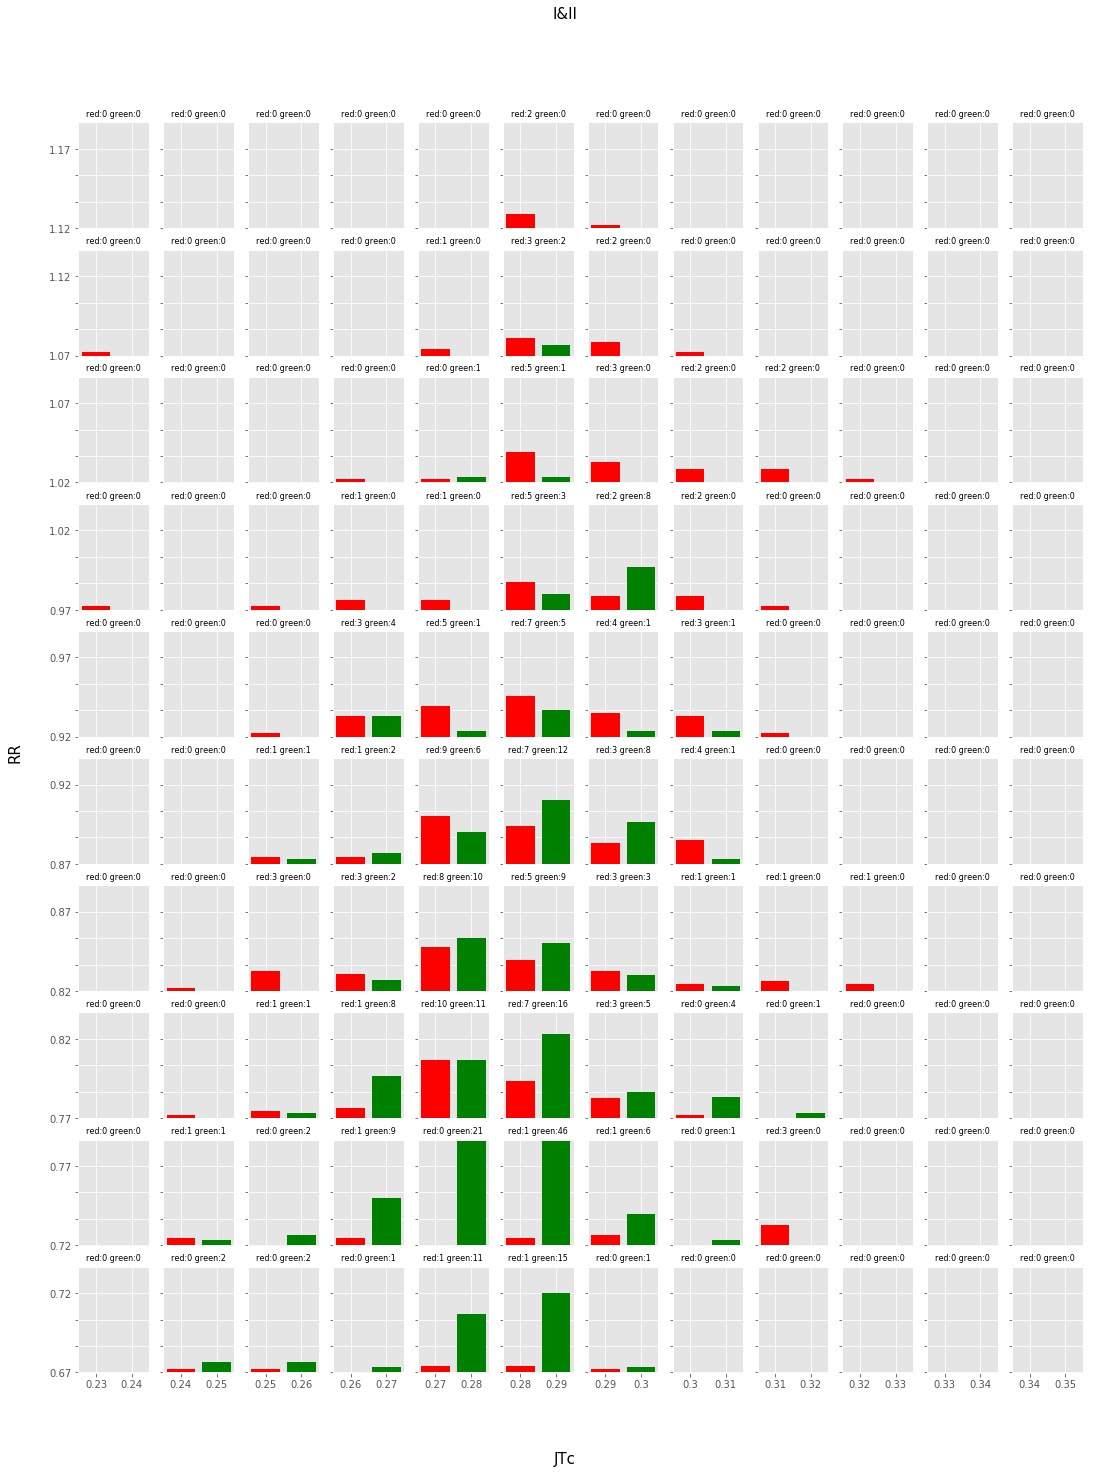 I&II
red:0 green:0 red:0 green:0 red:0 green:0 red:0 green:0 red:0 green:0 red:2 green:0 red:0 green:0 red:0 green:0 red:0 green:0 red:0 green:0 red:0 green:0 red:0 green:0
1.17
1.12
red:0 green:0 red:0 green:0 red:0 green:0 red:0 green:0 red:1 green:0 red:3 green:2 red:2 green:0 red:0 green:0 red:0 green:0 red:0 green:0 red:0 green:0 red:0 green:0
1.12
1.07
red:0 green:0 red:0 green:0 red:0 green:0 red:0 green:0 red:0 green:1 red:5 green:1 red:3 green:0 red:2 green:0 red:2 green:0 red:0 green:0 red:0 green:0 red:0 green:0
1.07
1.02
red:0 green:0 red:0 green:0 red:0 green:0 red:1 green:0 red:1 green:0 red:5 green:3 red:2 green:8 red:2 green:0 red:0 green:0 red:0 green:0 red:0 green:0 red:0 green:0
1.02
0.97
red:0 green:0 red:0 green:0 red:0 green:0 red:3 green:4 red:5 green:1 red:7 green:5 red:4 green:1 red:3 green:1 red:0 green:0 red:0 green:0 red:0 green:0 red:0 green:0
0.97
0.92
red:0 green:0 red:0 green:0 red:1 green:1 red:1 green:2 red:9 green:6 red:7 green:12 red:3 green:8 red:4 green:1 red:0 green:0 red:0 green:0 red:0 green:0 red:0 green:0
RR
0.92
0.87
red:0 green:0 red:0 green:0 red:3 green:0 red:3 green:2 red:8 green:10 red:5 green:9 red:3 green:3 red:1 green:1 red:1 green:0 red:1 green:0 red:0 green:0 red:0 green:0
0.87
0.82
red:0 green:0 red:0 green:0 red:1 green:1 red:1 green:8 red:10 green:11 red:7 green:16 red:3 green:5 red:0 green:4 red:0 green:1 red:0 green:0 red:0 green:0 red:0 green:0
0.82
0.77
red:0 green:0 red:1 green:1 red:0 green:2 red:1 green:9 red:0 green:21 red:1 green:46 red:1 green:6 red:0 green:1 red:3 green:0 red:0 green:0 red:0 green:0 red:0 green:0
0.77
0.72
red:0 green:0 red:0 green:2 red:0 green:2 red:0 green:1 red:1 green:11 red:1 green:15 red:0 green:1 red:0 green:0 red:0 green:0 red:0 green:0 red:0 green:0 red:0 green:0
0.72
0.67
0.23 0.24 0.24 0.25 0.25 0.26 0.26 0.27 0.27 0.28 0.28 0.29 0.29 0.3 0.3 0.31 0.31 0.32 0.32 0.33 0.33 0.34 0.34 0.35
JTc